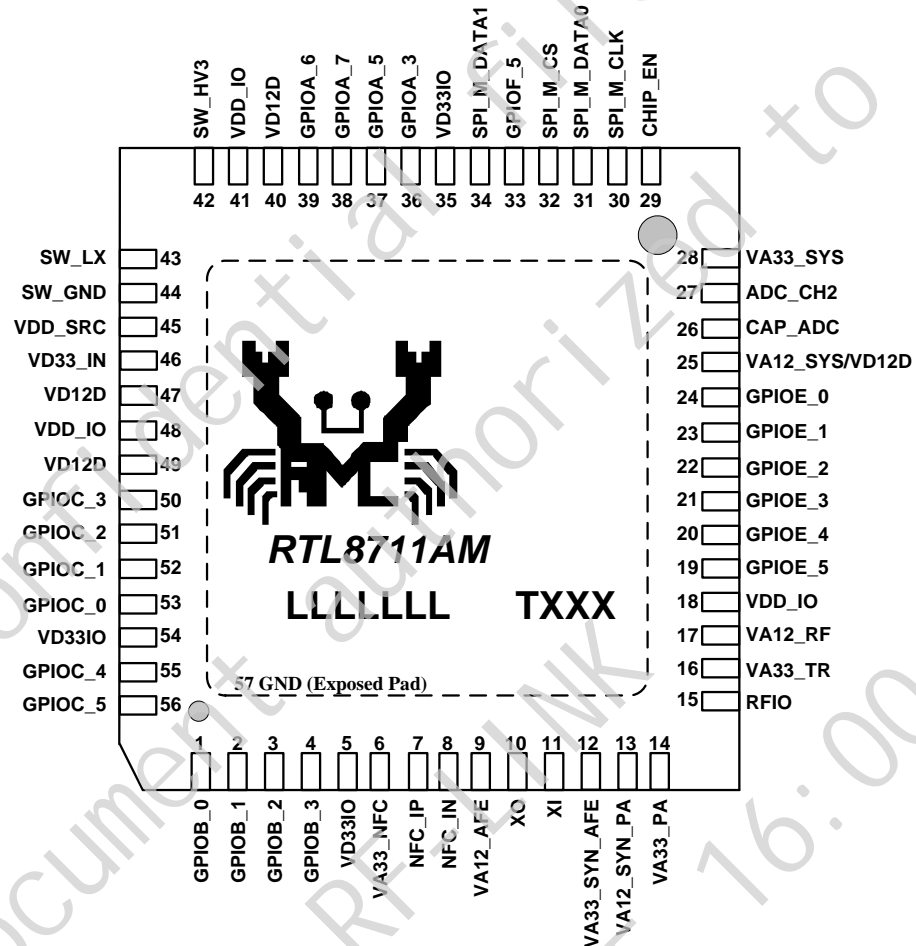 SW_HV3
VDD_IO
VD12D
GPIOA_6
GPIOA_7
GPIOA_5
GPIOA_3
VD33IO
SPI_M_DATA1
GPIOF_5
SPI_M_CS
SPI_M_DATA0
SPI_M_CLK
CHIP_EN
42 41 40 39 38 37 36 35 34 33 32 31 30 29
SW_LX 43
SW_GND 44
VDD_SRC 45
VD33_IN 46
VD12D 47
VDD_IO 48
VD12D 49
GPIOC_3 50
GPIOC_2 51
GPIOC_1 52
GPIOC_0 53
VD33IO 54
GPIOC_4 55
GPIOC_5 56
28 VA33_SYS
27 ADC_CH2
26 CAP_ADC
25 VA12_SYS/VD12D
24 GPIOE_0
23 GPIOE_1
22 GPIOE_2
21 GPIOE_3
20 GPIOE_4
19 GPIOE_5
18 VDD_IO
17 VA12_RF
16 VA33_TR
15 RFIO
RTL8711AM
LLLLLLL TXXX
57 GND (Exposed Pad)
1 2 3 4 5 6 7 8 9 10 11 12 13 14
GPIOB_0
GPIOB_1
GPIOB_2
GPIOB_3
VD33IO
VA33_NFC
NFC_IP
NFC_IN
VA12_AFE
XO
XI
VA33_SYN_AFE
VA12_SYN_PA
VA33_PA
authorized to
RF-LINK
16:00